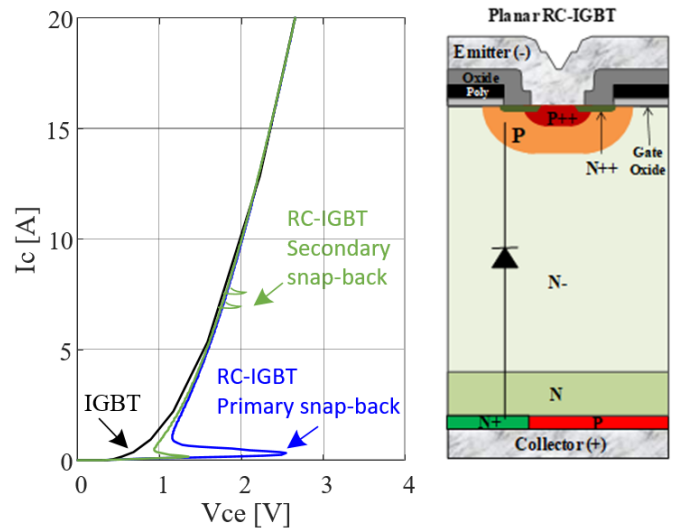 20
15
10
5
0
Ic [A]
RC-IGBT
Secondary
snap-back
RC-IGBT
Primary snap-back
IGBT
0
1
2
3
4
Vce [V]
Planar RC-IGBT
Emitter (-)
Oxide
Poly
P++
P
N++
Gate
Oxide
N-
N
N+
P
Collector (+)